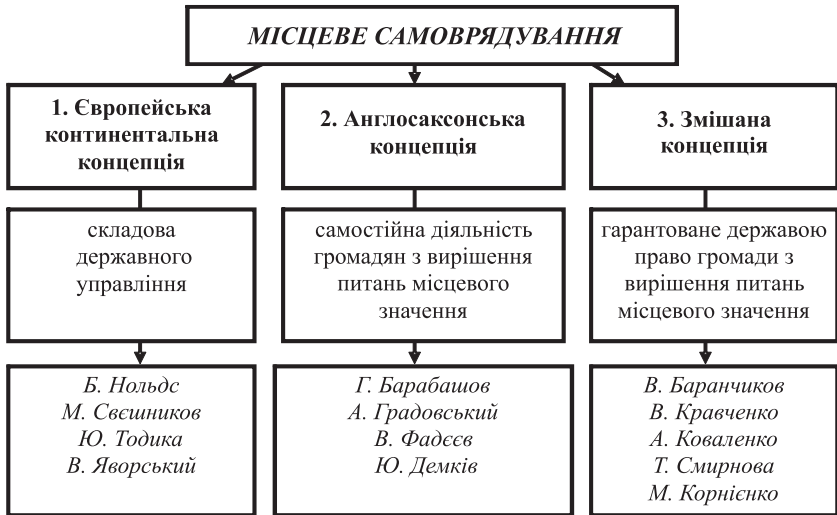 МІСЦЕВЕ САМОВРЯДУВАННЯ
1. Європейська
континентальна
концепція
2. Англосаксонська
концепція
3. Змішана
концепція
складова
державного
управління
самостійна діяльність
громадян з вирішення
питань місцевого
значення
гарантоване державою
право громади з
вирішення питань
місцевого значення
Б. Нольдс
М. Свєшников
Ю. Тодика
В. Яворський
Г. Барабашов
А. Градовський
В. Фадєєв
Ю. Демків
В. Баранчиков
В. Кравченко
А. Коваленко
Т. Смирнова
М. Корнієнко